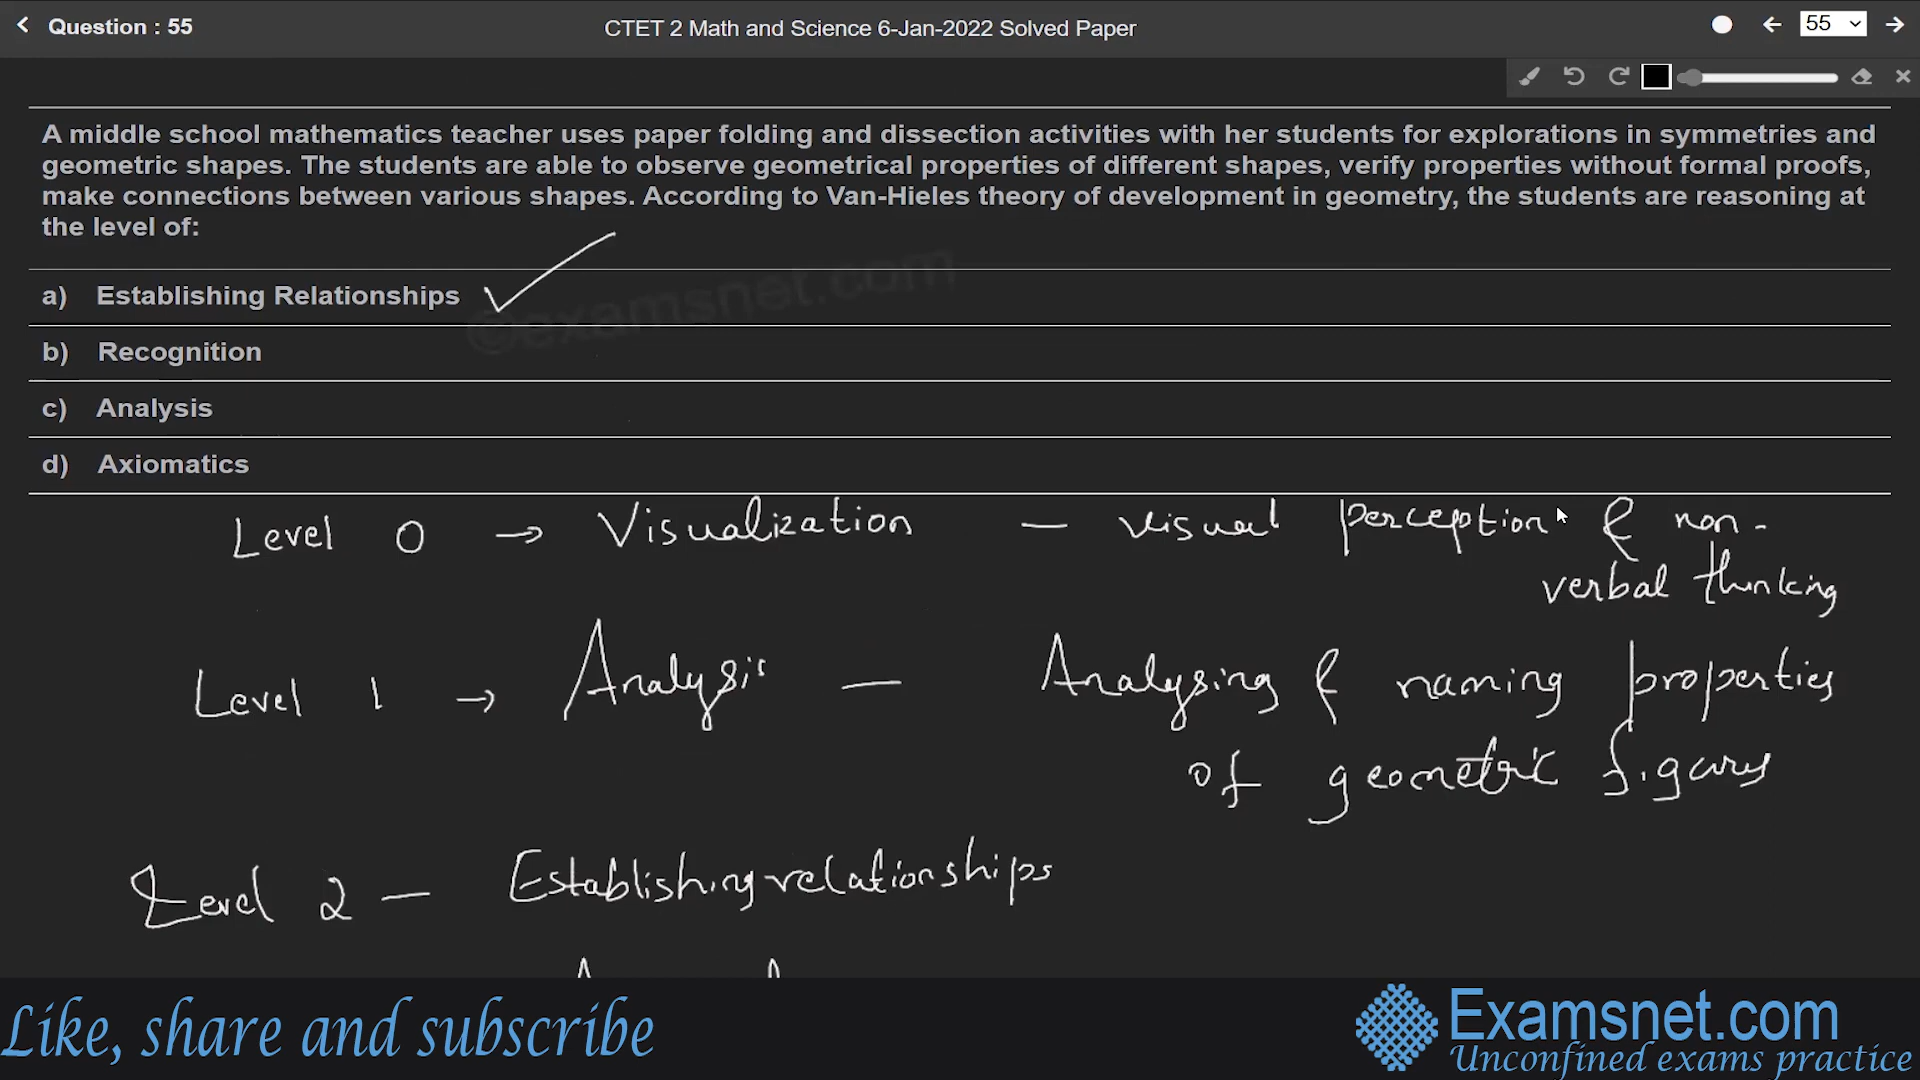 Question : 55
CTET 2 Math and Science 6-Jan-2022 Solved Paper
55
A middle school mathematics teacher uses paper folding and dissection activities with her students for explorations in symmetries and
geometric shapes. The students are able to observe geometrical properties of different shapes, verify properties without formal proofs,
make connections between various shapes. According to Van-Hieles theory of development in geometry, the students are reasoning at
the level of:
a) Establishing Relationships
©examsnet.com
b) Recognition
c) Analysis
d) Axiomatics
Level 0 → Visualization — visual perception & non-
verbal thinking
Level 1 → Analysis — Analysing & naming properties
of geometric figures
Level 2 — Establishing relationships
Like, share and subscribe
Examsnet.com
Unconfined exams practice